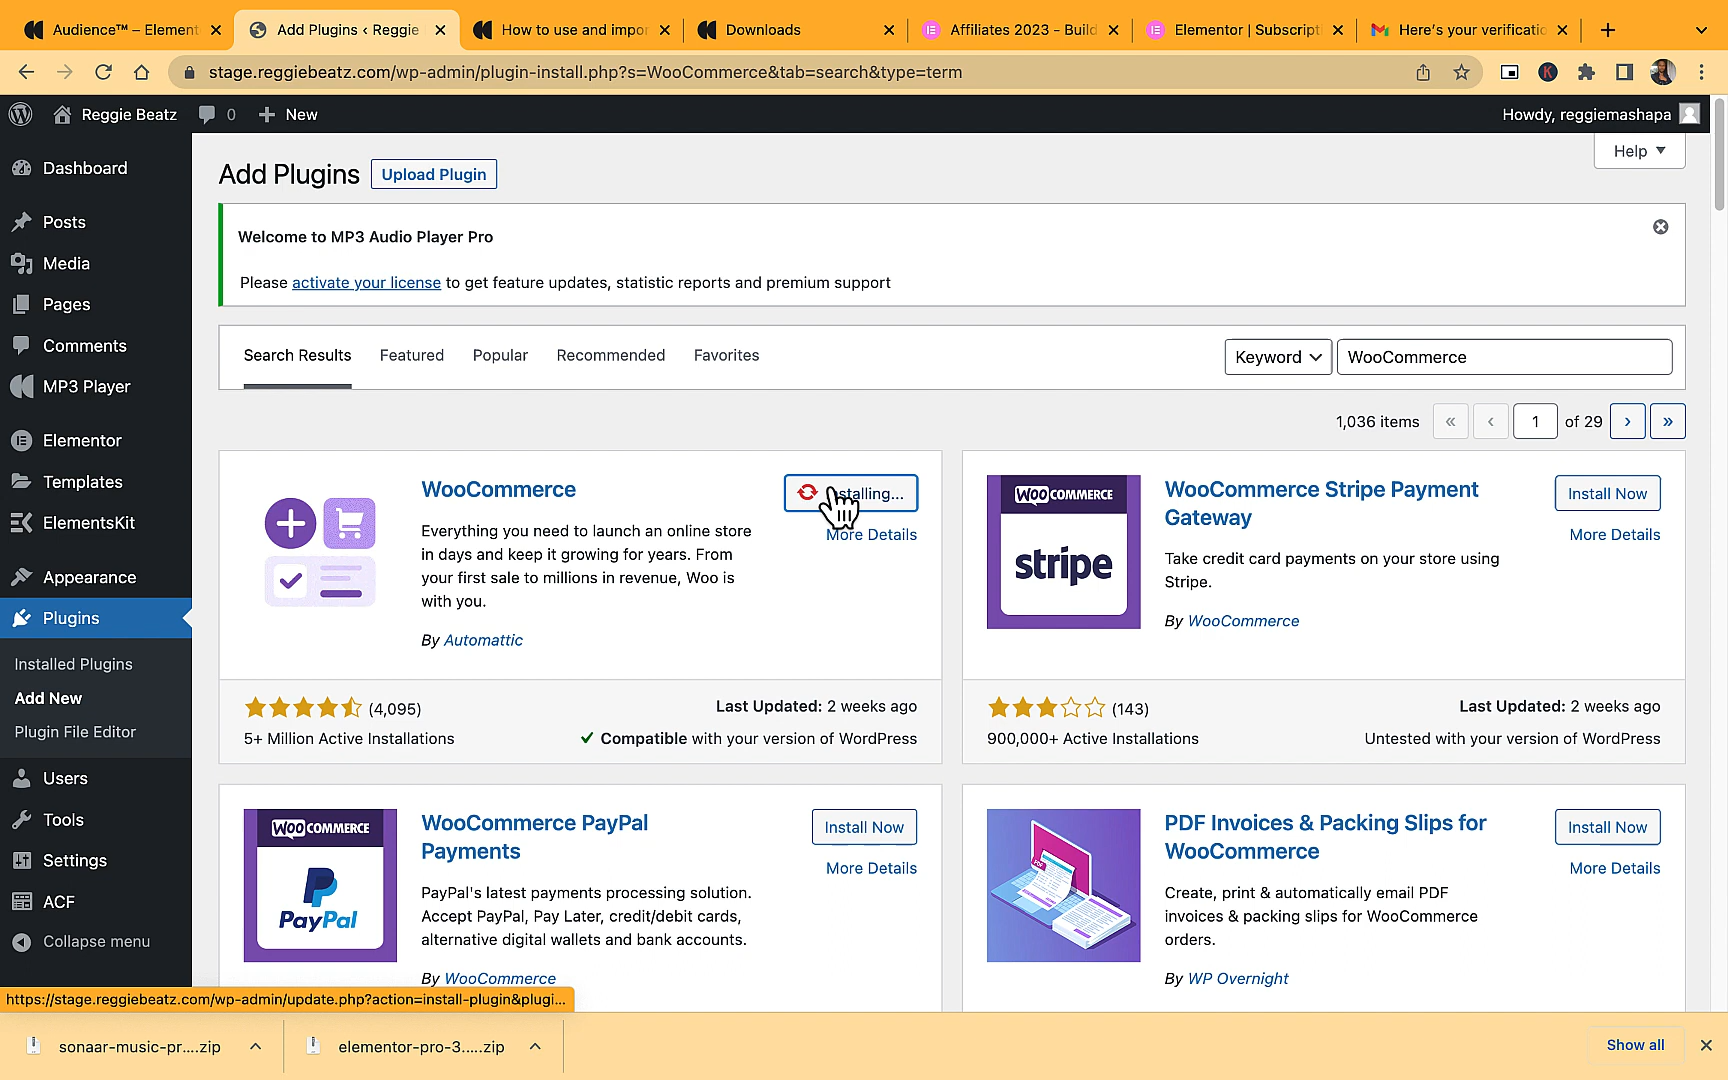 Audience™ – Element
Add Plugins ‹ Reggie
How to use and impor
Downloads
Affiliates 2023 - Build
Elementor | Subscripti
Here's your verificatio
stage.reggiebeatz.com/wp-admin/plugin-install.php?s=WooCommerce&tab=search&type=term
Reggie Beatz
0
New
Howdy, reggiemashapa
Dashboard
Posts
Media
Pages
Comments
MP3 Player
Elementor
Templates
ElementsKit
Appearance
Plugins
Installed Plugins
Add New
Plugin File Editor
Users
Tools
Settings
ACF
Collapse menu
Help
Add Plugins
Upload Plugin
Welcome to MP3 Audio Player Pro
Please activate your license to get feature updates, statistic reports and premium support
Search Results
Featured
Popular
Recommended
Favorites
Keyword
WooCommerce
1,036 items
«
‹
1
of 29
›
»
WooCommerce
stalling...
More Details
Everything you need to launch an online store
in days and keep it growing for years. From
your first sale to millions in revenue, Woo is
with you.
By Automattic
(4,095)
5+ Million Active Installations
Last Updated: 2 weeks ago
Compatible with your version of WordPress
WOO COMMERCE
stripe
WooCommerce Stripe Payment
Gateway
Install Now
More Details
Take credit card payments on your store using
Stripe.
By WooCommerce
(143)
900,000+ Active Installations
Last Updated: 2 weeks ago
Untested with your version of WordPress
WOO COMMERCE
PayPal
WooCommerce PayPal
Payments
Install Now
More Details
PayPal's latest payments processing solution.
Accept PayPal, Pay Later, credit/debit cards,
alternative digital wallets and bank accounts.
By WooCommerce
PDF
PDF Invoices & Packing Slips for
WooCommerce
Install Now
More Details
Create, print & automatically email PDF
invoices & packing slips for WooCommerce
orders.
By WP Overnight
https://stage.reggiebeatz.com/wp-admin/update.php?action=install-plugin&plugi...
sonaar-music-pr....zip
elementor-pro-3.....zip
Show all